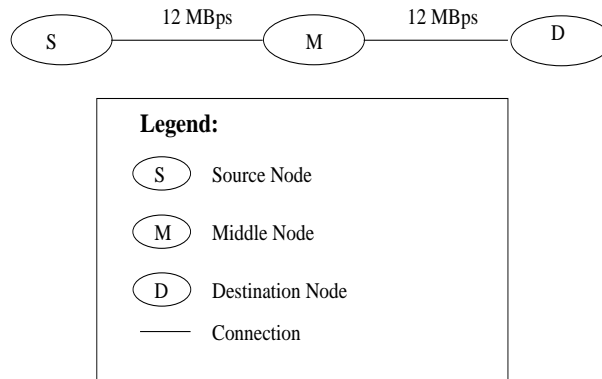 12 MBps 12 MBps
S M D
Legend:
S Source Node
M Middle Node
D Destination Node
Connection